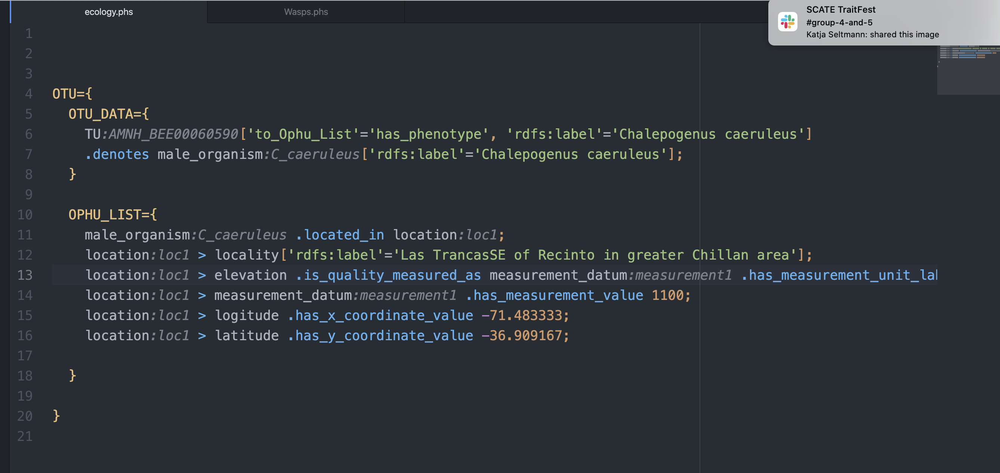 ecology.phs
Wasps.phs
SCATE TraitFest
#group-4-and-5
Katja Seltmann: shared this image
1
2
3
4 OTU={
5 OTU_DATA={
6 TU:AMNH_BEE00060590['to_Ophu_List'='has_phenotype', 'rdfs:label'='Chalepogenus caeruleus']
7 .denotes male_organism:C_caeruleus['rdfs:label'='Chalepogenus caeruleus'];
8 }
9
10 OPHU_LIST={
11 male_organism:C_caeruleus .located_in location:loc1;
12 location:loc1 > locality['rdfs:label'='Las TrancasSE of Recinto in greater Chillan area'];
13 location:loc1 > elevation .is_quality_measured_as measurement_datum:measurement1 .has_measurement_unit_la
14 location:loc1 > measurement_datum:measurement1 .has_measurement_value 1100;
15 location:loc1 > logitude .has_x_coordinate_value -71.483333;
16 location:loc1 > latitude .has_y_coordinate_value -36.909167;
17
18 }
19
20 }
21